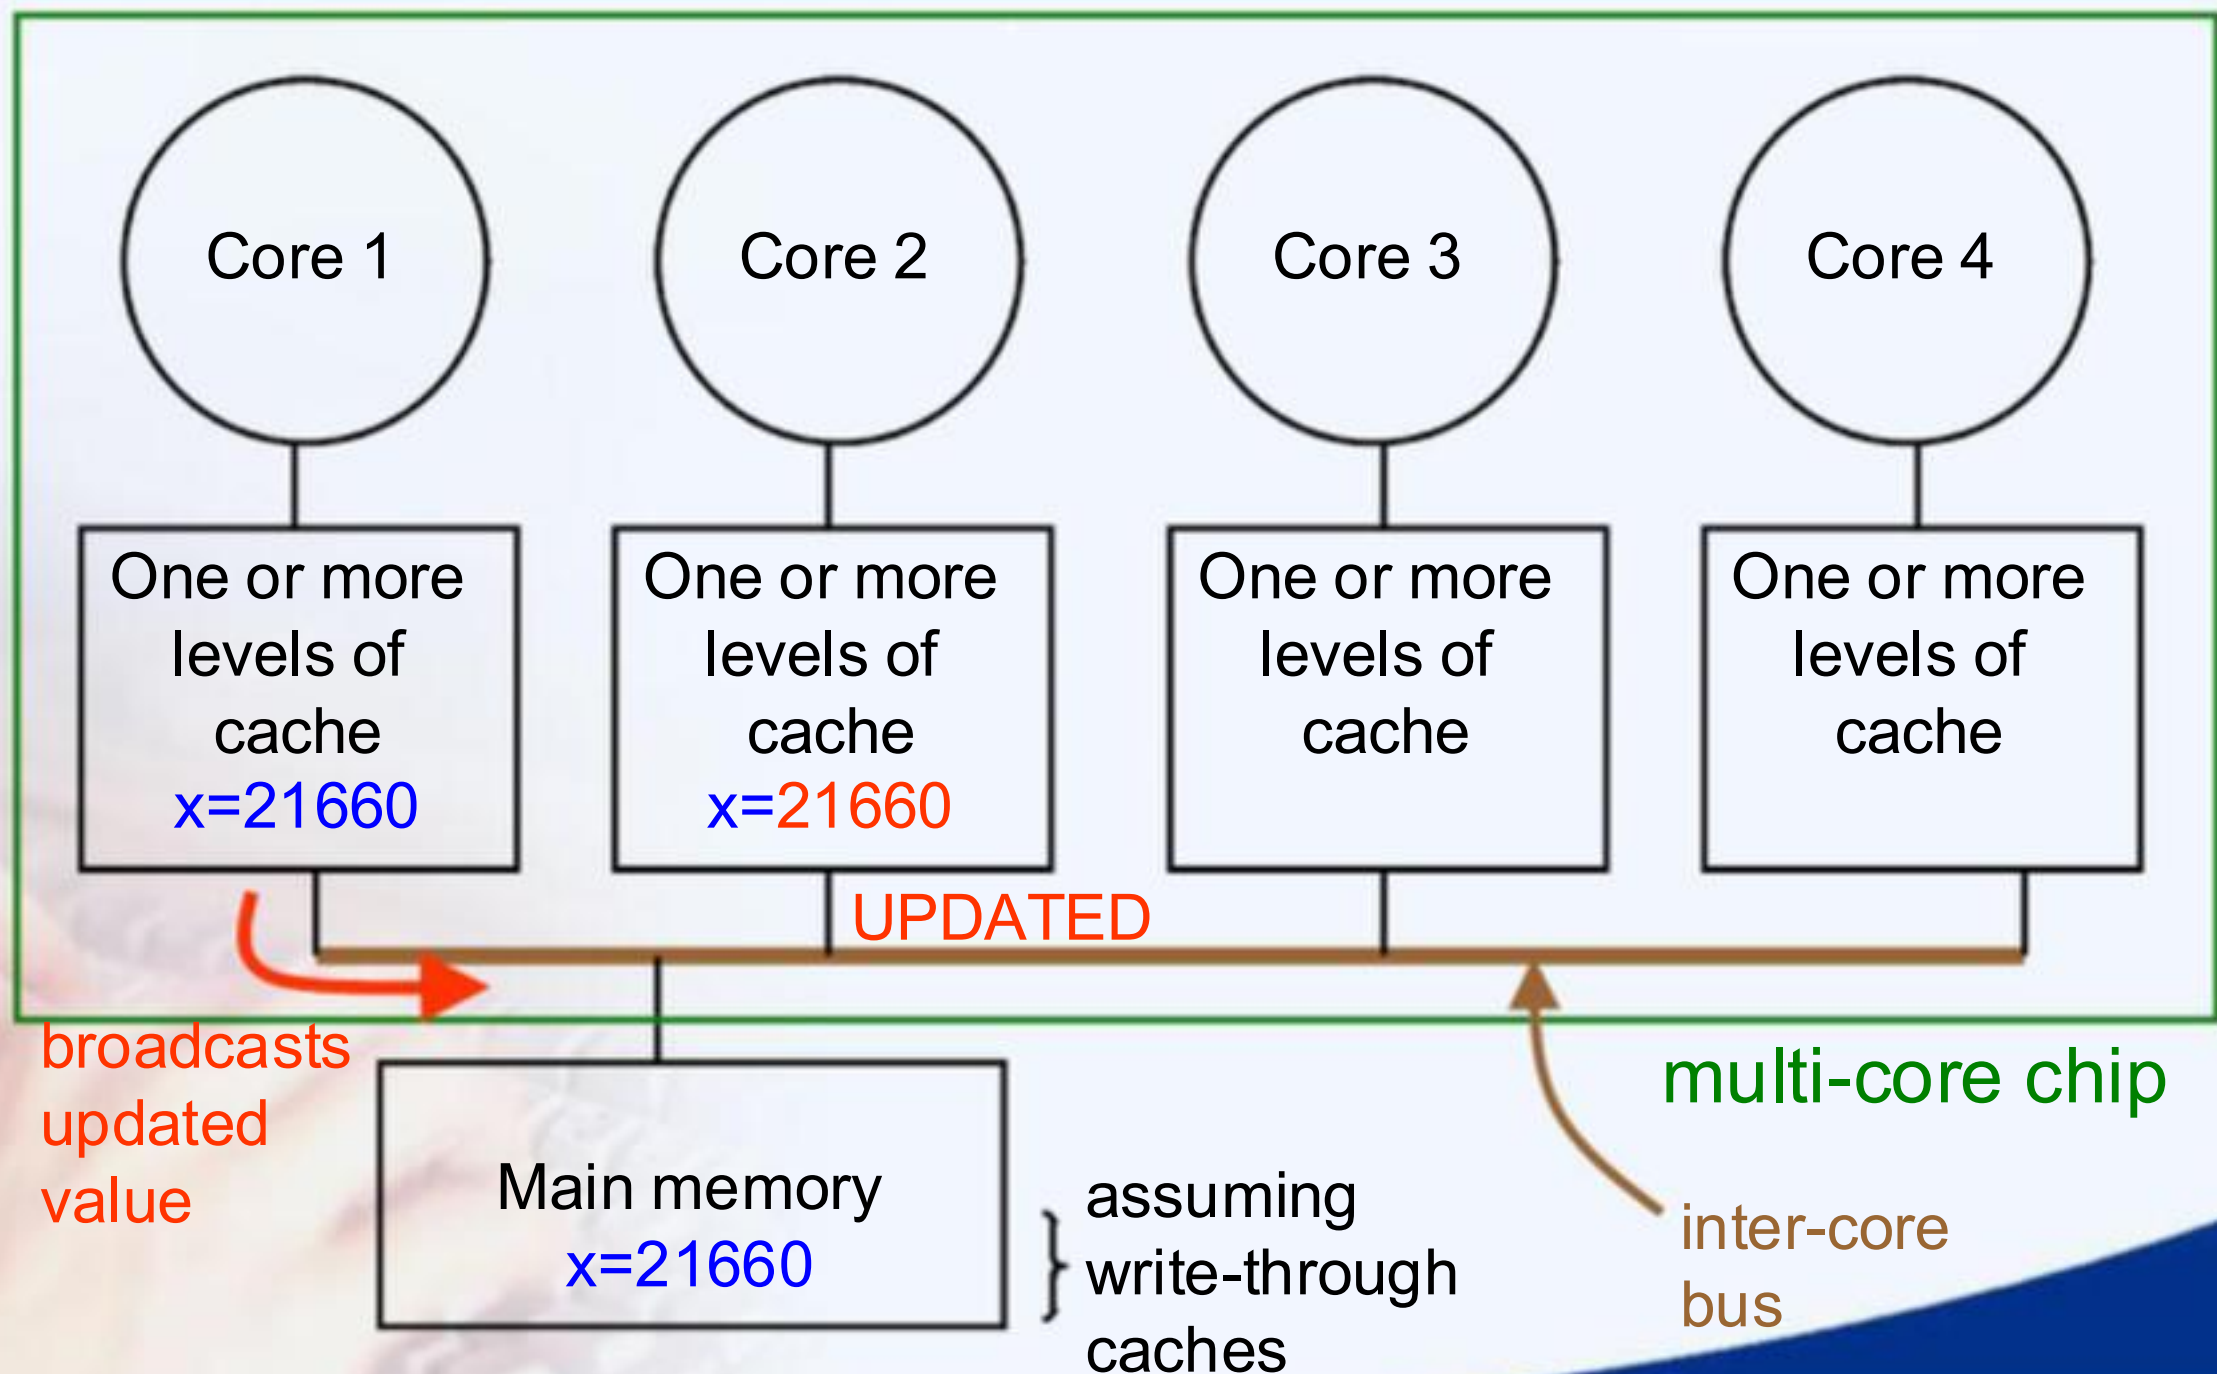 Core 1
Core 2
Core 3
Core 4
One or more
levels of
cache
x=21660
One or more
levels of
cache
x=21660
One or more
levels of
cache
One or more
levels of
cache
UPDATED
broadcasts
updated
value
Main memory
x=21660
assuming
write-through
caches
multi-core chip
inter-core
bus